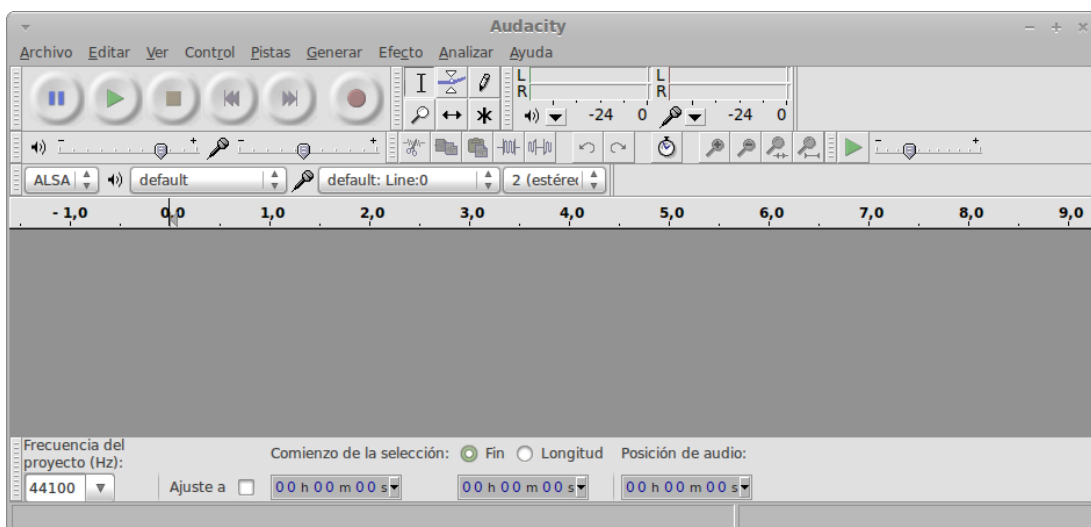 Audacity
Archivo Editar Ver Control Pistas Generar Efecto Analizar Ayuda
L
R
-24 0
L
R
-24 0
ALSA default default: Line:0 2 (estéreo
- 1,0 0,0 1,0 2,0 3,0 4,0 5,0 6,0 7,0 8,0 9,0
Frecuencia del
proyecto (Hz):
Comienzo de la selección: Fin Longitud Posición de audio:
44100 Ajuste a 00 h 00 m 00 s 00 h 00 m 00 s 00 h 00 m 00 s